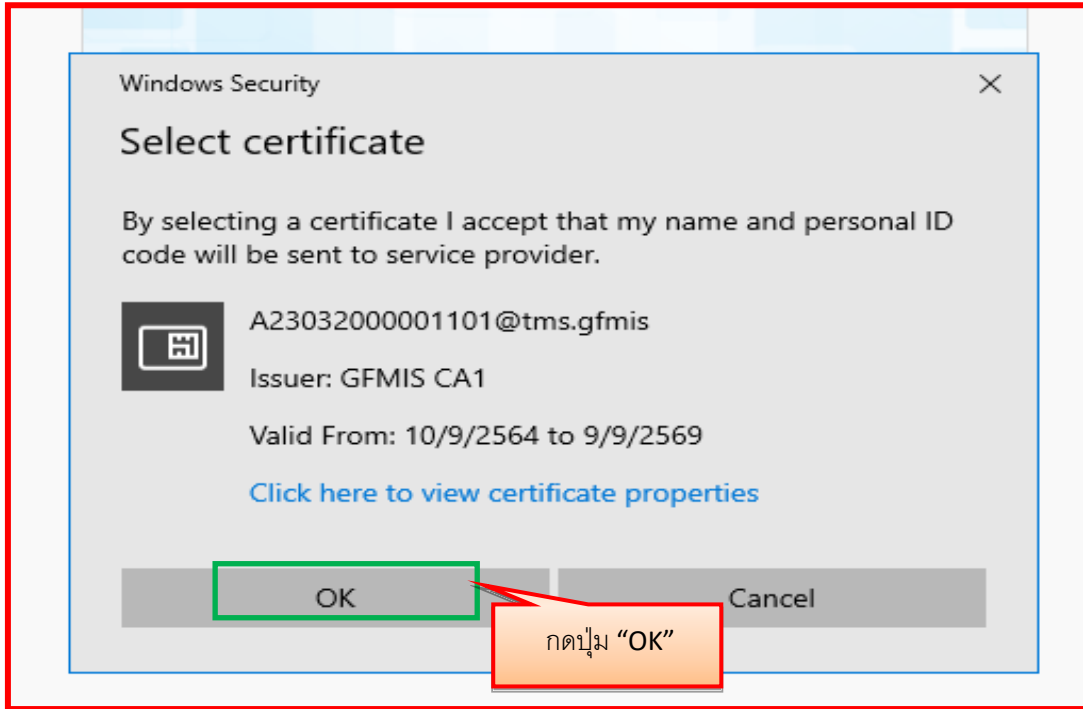 Windows Security
Select certificate
By selecting a certificate I accept that my name and personal ID
code will be sent to service provider.
A23032000001101@tms.gfmis
Issuer: GFMIS CA1
Valid From: 10/9/2564 to 9/9/2569
Click here to view certificate properties
OK
Cancel
กดปุ่ม “OK”